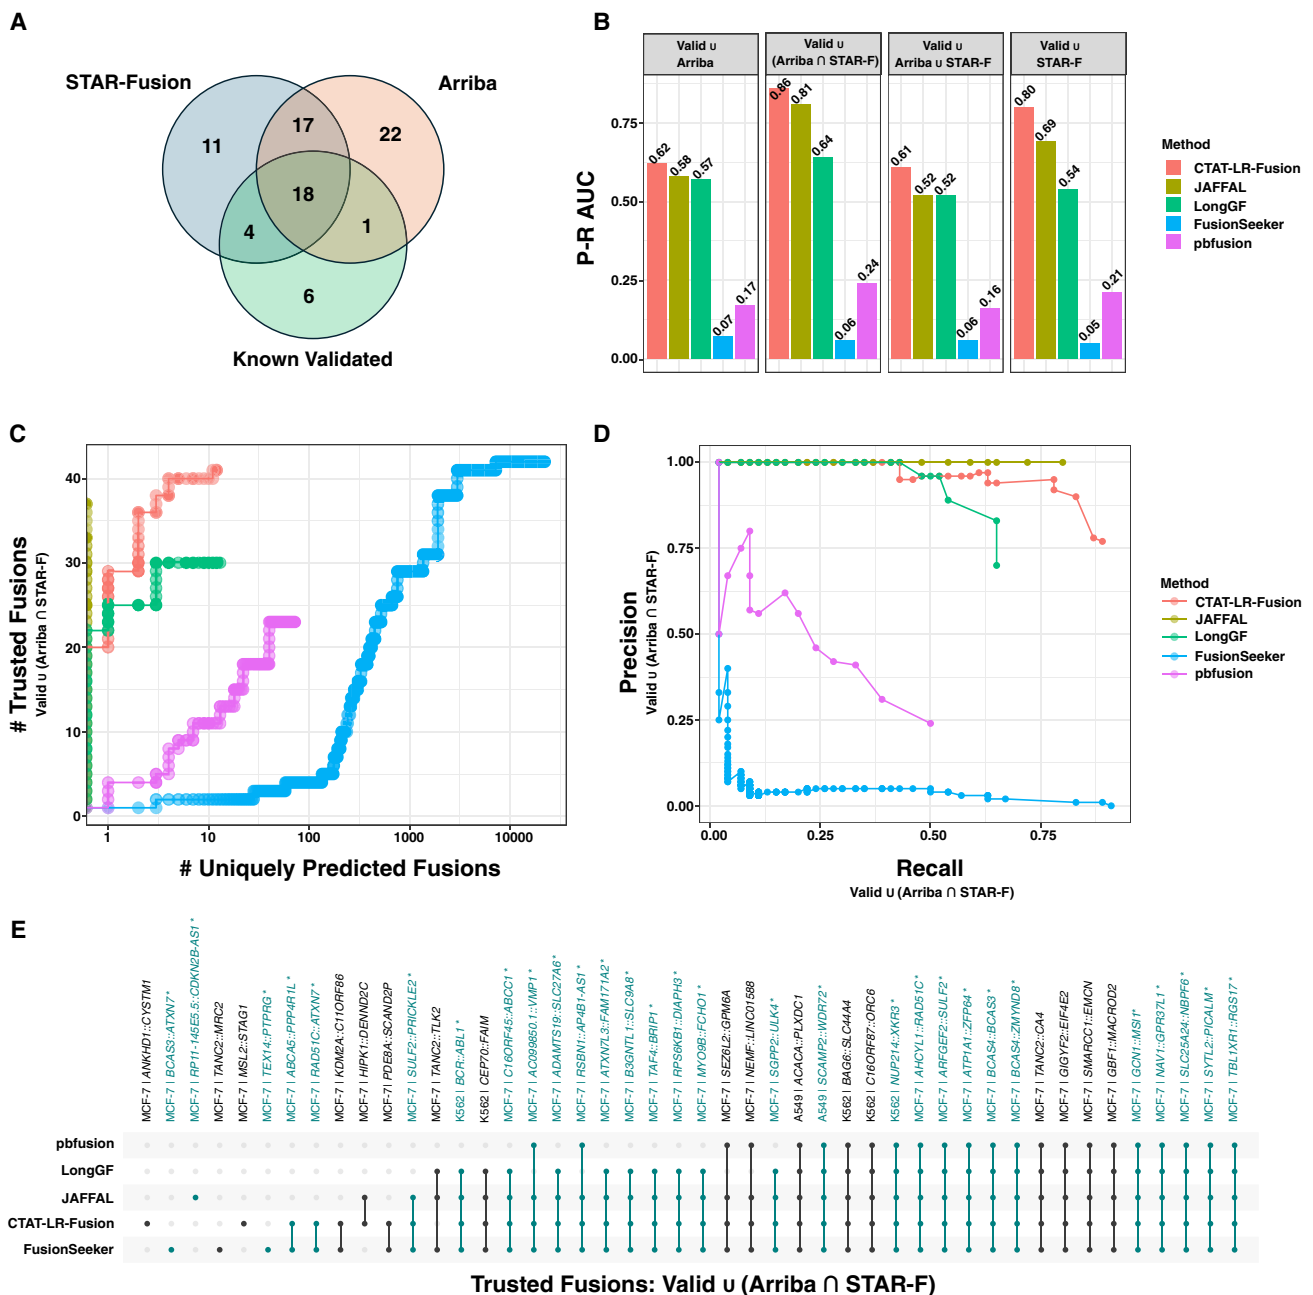 A
STAR-Fusion
Arriba
11
17
22
18
4
1
6
Known Validated
B
Valid ∪
Arriba
Valid ∪
(Arriba ∩ STAR-F)
Valid ∪
Arriba ∪ STAR-F
Valid ∪
STAR-F
P-R AUC
0.75
0.50
0.25
0.00
0.62
0.58
0.57
0.07
0.17
0.86
0.81
0.64
0.06
0.24
0.61
0.52
0.52
0.06
0.16
0.80
0.69
0.54
0.05
0.21
Method
CTAT-LR-Fusion
JAFFAL
LongGF
FusionSeeker
pbfusion
C
# Trusted Fusions
Valid ∪ (Arriba ∩ STAR-F)
40
30
20
10
0
1
10
100
1000
10000
# Uniquely Predicted Fusions
D
Precision
Valid ∪ (Arriba ∩ STAR-F)
1.00
0.75
0.50
0.25
0.00
0.00
0.25
0.50
0.75
Recall
Valid ∪ (Arriba ∩ STAR-F)
Method
CTAT-LR-Fusion
JAFFAL
LongGF
FusionSeeker
pbfusion
E
MCF-7 | ANKHD1::CYSTM1
MCF-7 | BCAS3::ATXN7*
MCF-7 | RP11-145E5.5::CDKN2B-AS1*
MCF-7 | TANC2::MRC2
MCF-7 | MSL2::STAG1
MCF-7 | TEX14::PTPRG*
MCF-7 | ABCA5::PPP4R1L*
MCF-7 | RAD51C::ATXN7*
MCF-7 | KDM2A::C11ORF86
MCF-7 | HIPK1::DENND2C
MCF-7 | PDE8A::SCAND2P
MCF-7 | SULF2::PRICKLE2*
MCF-7 | TANC2::TLK2
K562 | BCR::ABL1*
K562 | CEP70::FAIM
MCF-7 | C16ORF45::ABCC1*
MCF-7 | AC099850.1::VMP1*
MCF-7 | ADAMTS19::SLC27A6*
MCF-7 | RSBN1::AP4B1-AS1*
MCF-7 | ATXN7L3::FAM171A2*
MCF-7 | B3GNTL1::SLC9A8*
MCF-7 | TAF4::BRIP1*
MCF-7 | RPS6KB1::DIAPH3*
MCF-7 | MYO9B::FCHO1*
MCF-7 | SEZ6L2::GPM6A
MCF-7 | NEMF::LINC01588
MCF-7 | SGPP2::ULK4*
A549 | ACACA::PLXDC1
A549 | SCAMP2::WDR72*
K562 | BAG6::SLC44A4
K562 | C16ORF87::ORC6
K562 | NUP214::XKR3*
MCF-7 | AHCYL1::RAD51C*
MCF-7 | ARFGEF2::SULF2*
MCF-7 | ATP1A1::ZFP64*
MCF-7 | BCAS4::BCAS3*
MCF-7 | BCAS4::ZMYND8*
MCF-7 | TANC2::CA4
MCF-7 | GIGYF2::EIF4E2
MCF-7 | SMARCC1::EMCN
MCF-7 | GBF1::MACROD2
MCF-7 | GCN1::MSI1*
MCF-7 | NAV1::GPR37L1*
MCF-7 | SLC25A24::NBPF6*
MCF-7 | SYTL2::PICALM*
MCF-7 | TBL1XR1::RGS17*
pbfusion
LongGF
JAFFAL
CTAT-LR-Fusion
FusionSeeker
Trusted Fusions: Valid ∪ (Arriba ∩ STAR-F)